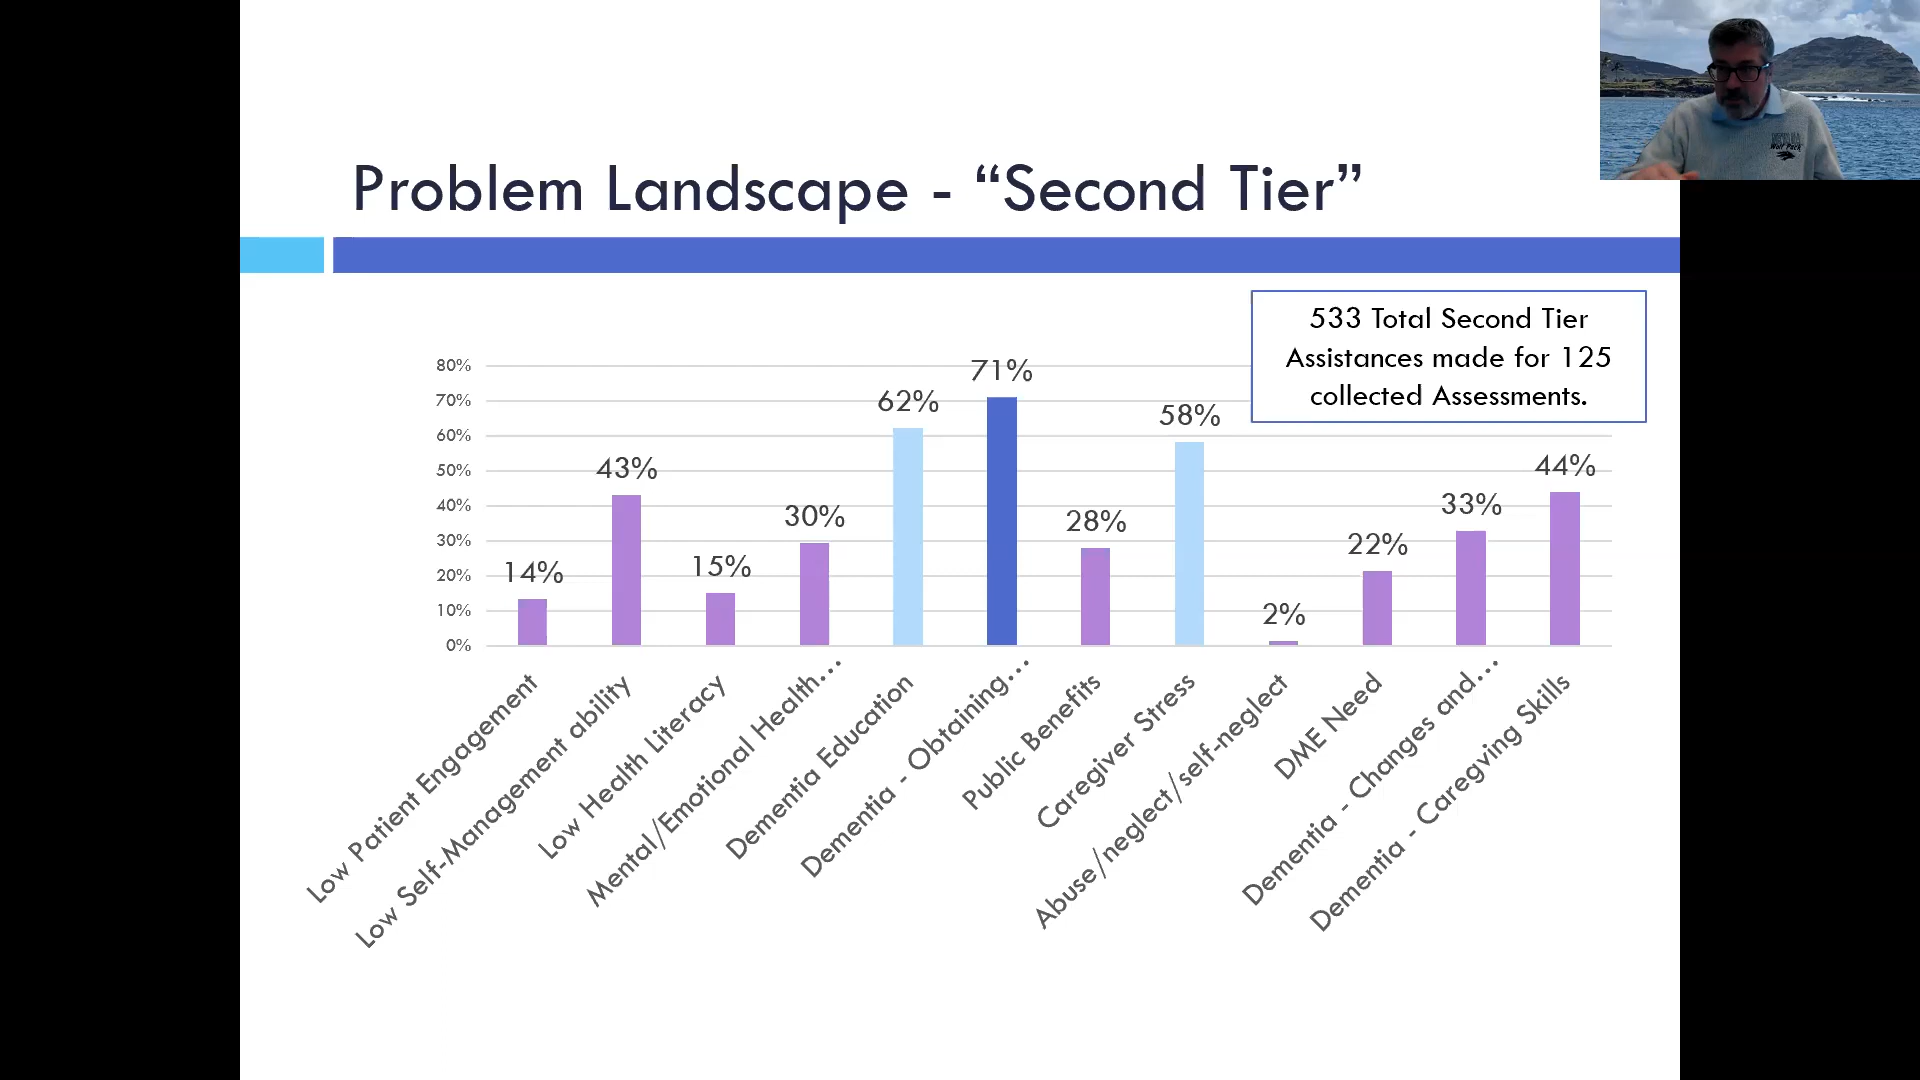 Problem Landscape - “Second Tier”
533 Total Second Tier
Assistances made for 125
collected Assessments.
80%
70%
60%
50%
40%
30%
20%
10%
0%
14%
43%
15%
30%
62%
71%
28%
58%
2%
22%
33%
44%
Low Patient Engagement
Low Self-Management ability
Low Health Literacy
Mental/Emotional Health...
Dementia Education
Dementia - Obtaining...
Public Benefits
Caregiver Stress
Abuse/neglect/self-neglect
DME Need
Dementia - Changes and...
Dementia - Caregving Skills
Wolf Pack